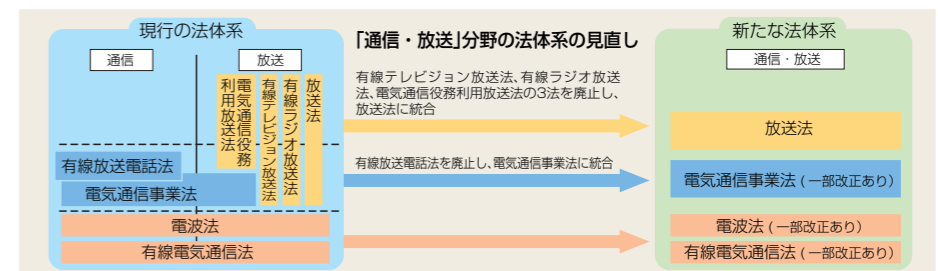 現行の法体系
通信
放送
電気通信役務
利用放送法
有線テレビジョン放送法
有線ラジオ放送法
放送法
有線放送電話法
電気通信事業法
電波法
有線電気通信法
「通信・放送」分野の法体系の見直し
有線テレビジョン放送法、有線ラジオ放送
法、電気通信役務利用放送法の3法を廃止し、
放送法に統合
有線放送電話法を廃止し、電気通信事業法に統合
新たな法体系
通信・放送
放送法
電気通信事業法(一部改正あり)
電波法(一部改正あり)
有線電気通信法(一部改正あり)